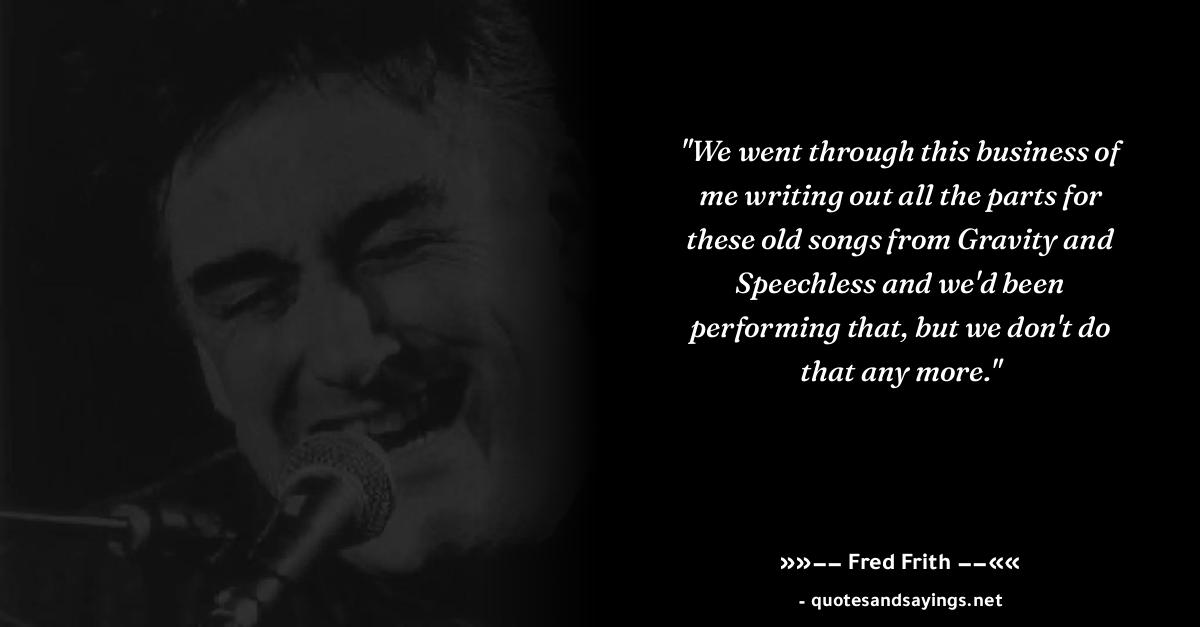 "We went through this business of
me writing out all the parts for
these old songs from Gravity and
Speechless and we'd been
performing that, but we don't do
that any more."
»»–– Fred Frith ––««
- quotesandsayings.net